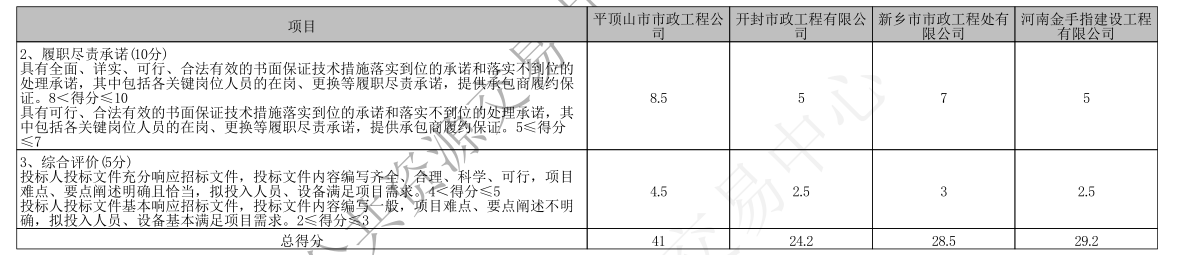 项目
平顶山市市政工程公
司
开封市政工程有限公
司
新乡市市政工程处有
限公司
河南金手指建设工程
有限公司
2、履职尽责承诺(10分)
具有全面、详实、可行、合法有效的书面保证技术措施落实到位的承诺和落实不到位的
处理承诺，其中包括各关键岗位人员的在岗、更换等履职尽责承诺，提供承包商履约保
证。8＜得分≤10
具有可行、合法有效的书面保证技术措施落实到位的承诺和落实不到位的处理承诺，其
中包括各关键岗位人员的在岗、更换等履职尽责承诺，提供承包商履约保证。5≤得分
≤7
8.5
5
7
5
3、综合评价(5分)
投标人投标文件充分响应招标文件，投标文件内容编写齐全、合理、科学、可行，项目
难点、要点阐述明确且恰当，拟投入人员、设备满足项目需求。4＜得分≤5
投标人投标文件基本响应招标文件，投标文件内容编写一般，项目难点、要点阐述不明
确，拟投入人员、设备基本满足项目需求。2≤得分≤3
4.5
2.5
3
2.5
总得分
41
24.2
28.5
29.2
公共资源交易中
交易中心